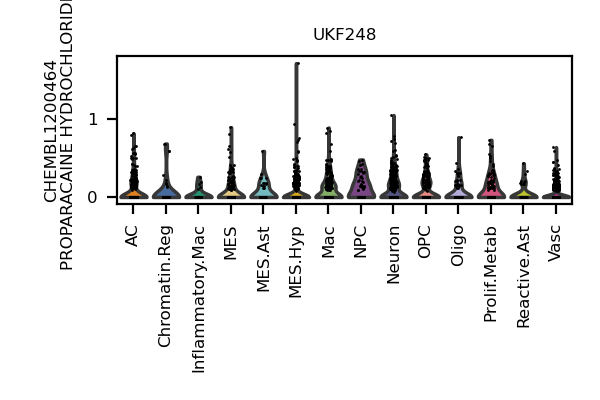 UKF248
CHEMBL1200464
PROPARACAINE HYDROCHLORID
1
0
AC
Chromatin.Reg
Inflammatory.Mac
MES
MES.Ast
MES.Hyp
Mac
NPC
Neuron
OPC
Oligo
Prolif.Metab
Reactive.Ast
Vasc